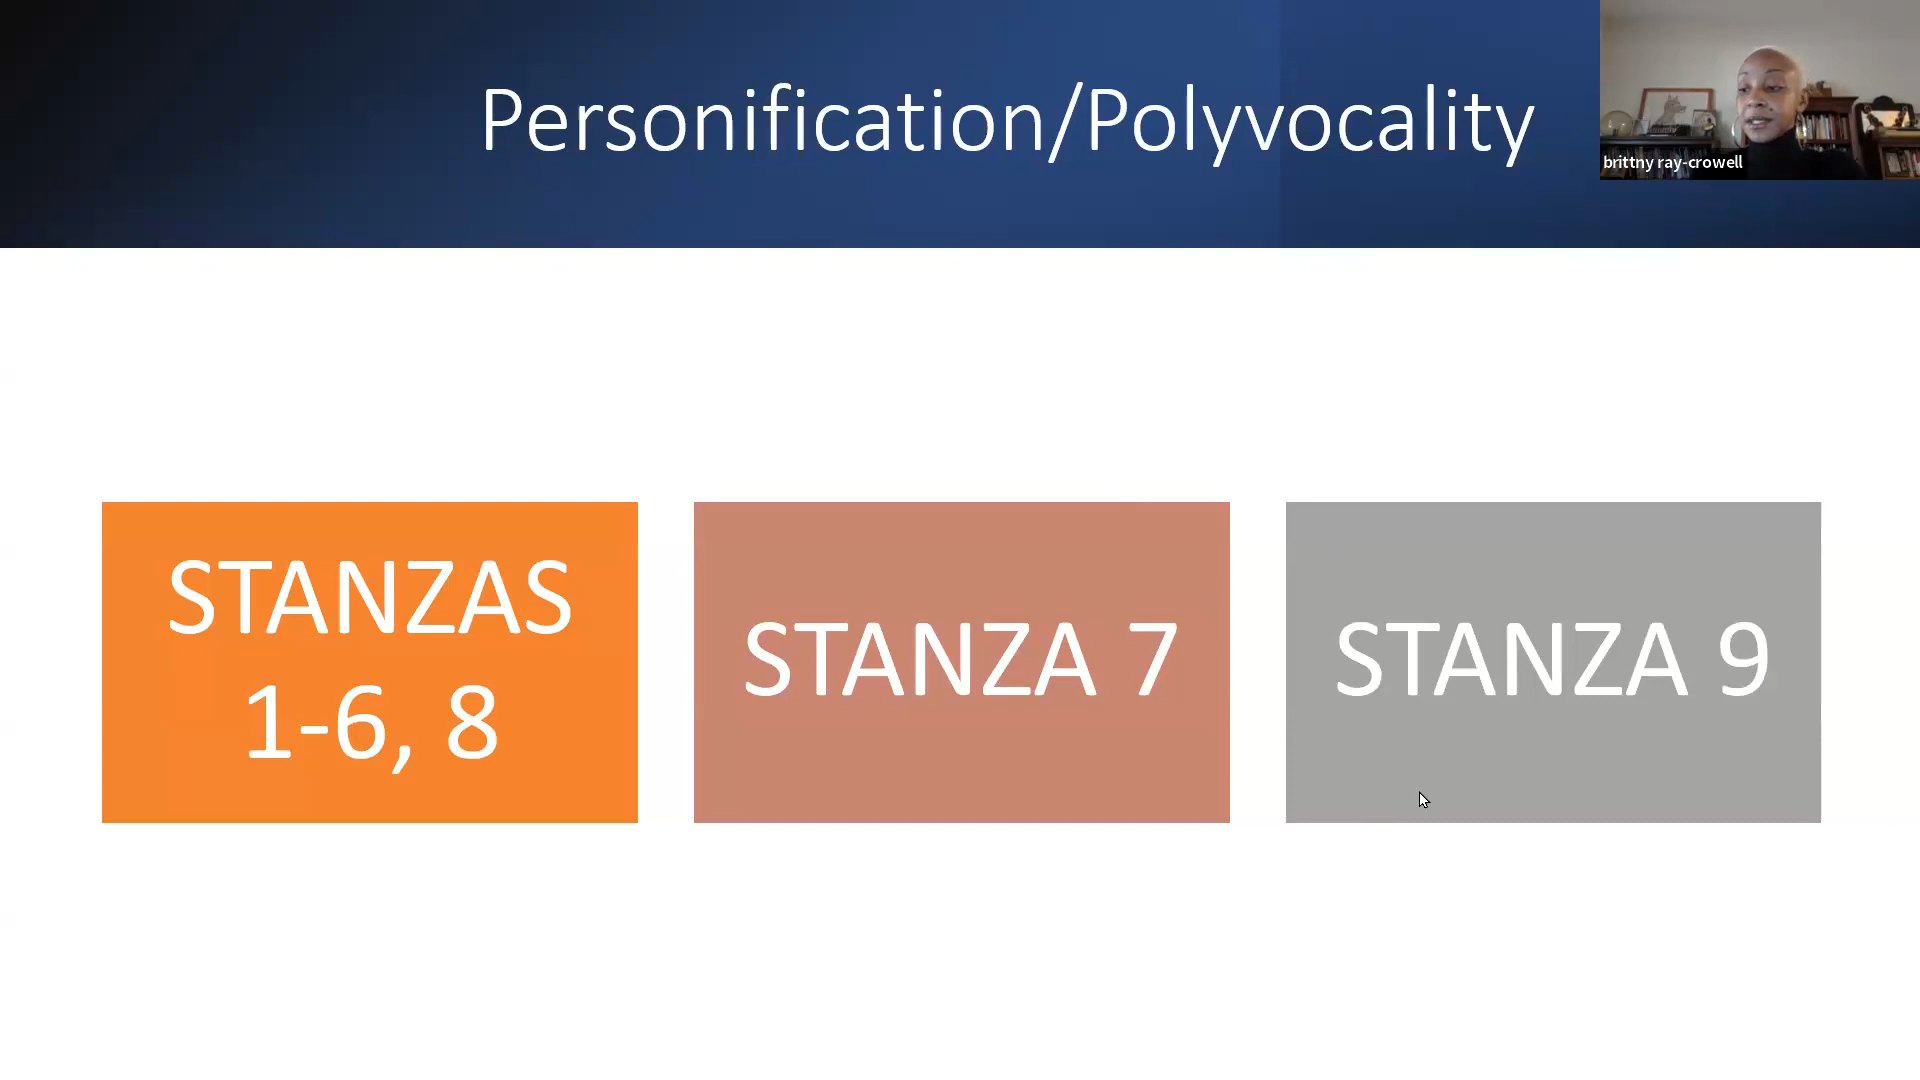 Personification/Polyvocality
brittny ray-crowell
STANZAS
1-6, 8
STANZA 7
STANZA 9